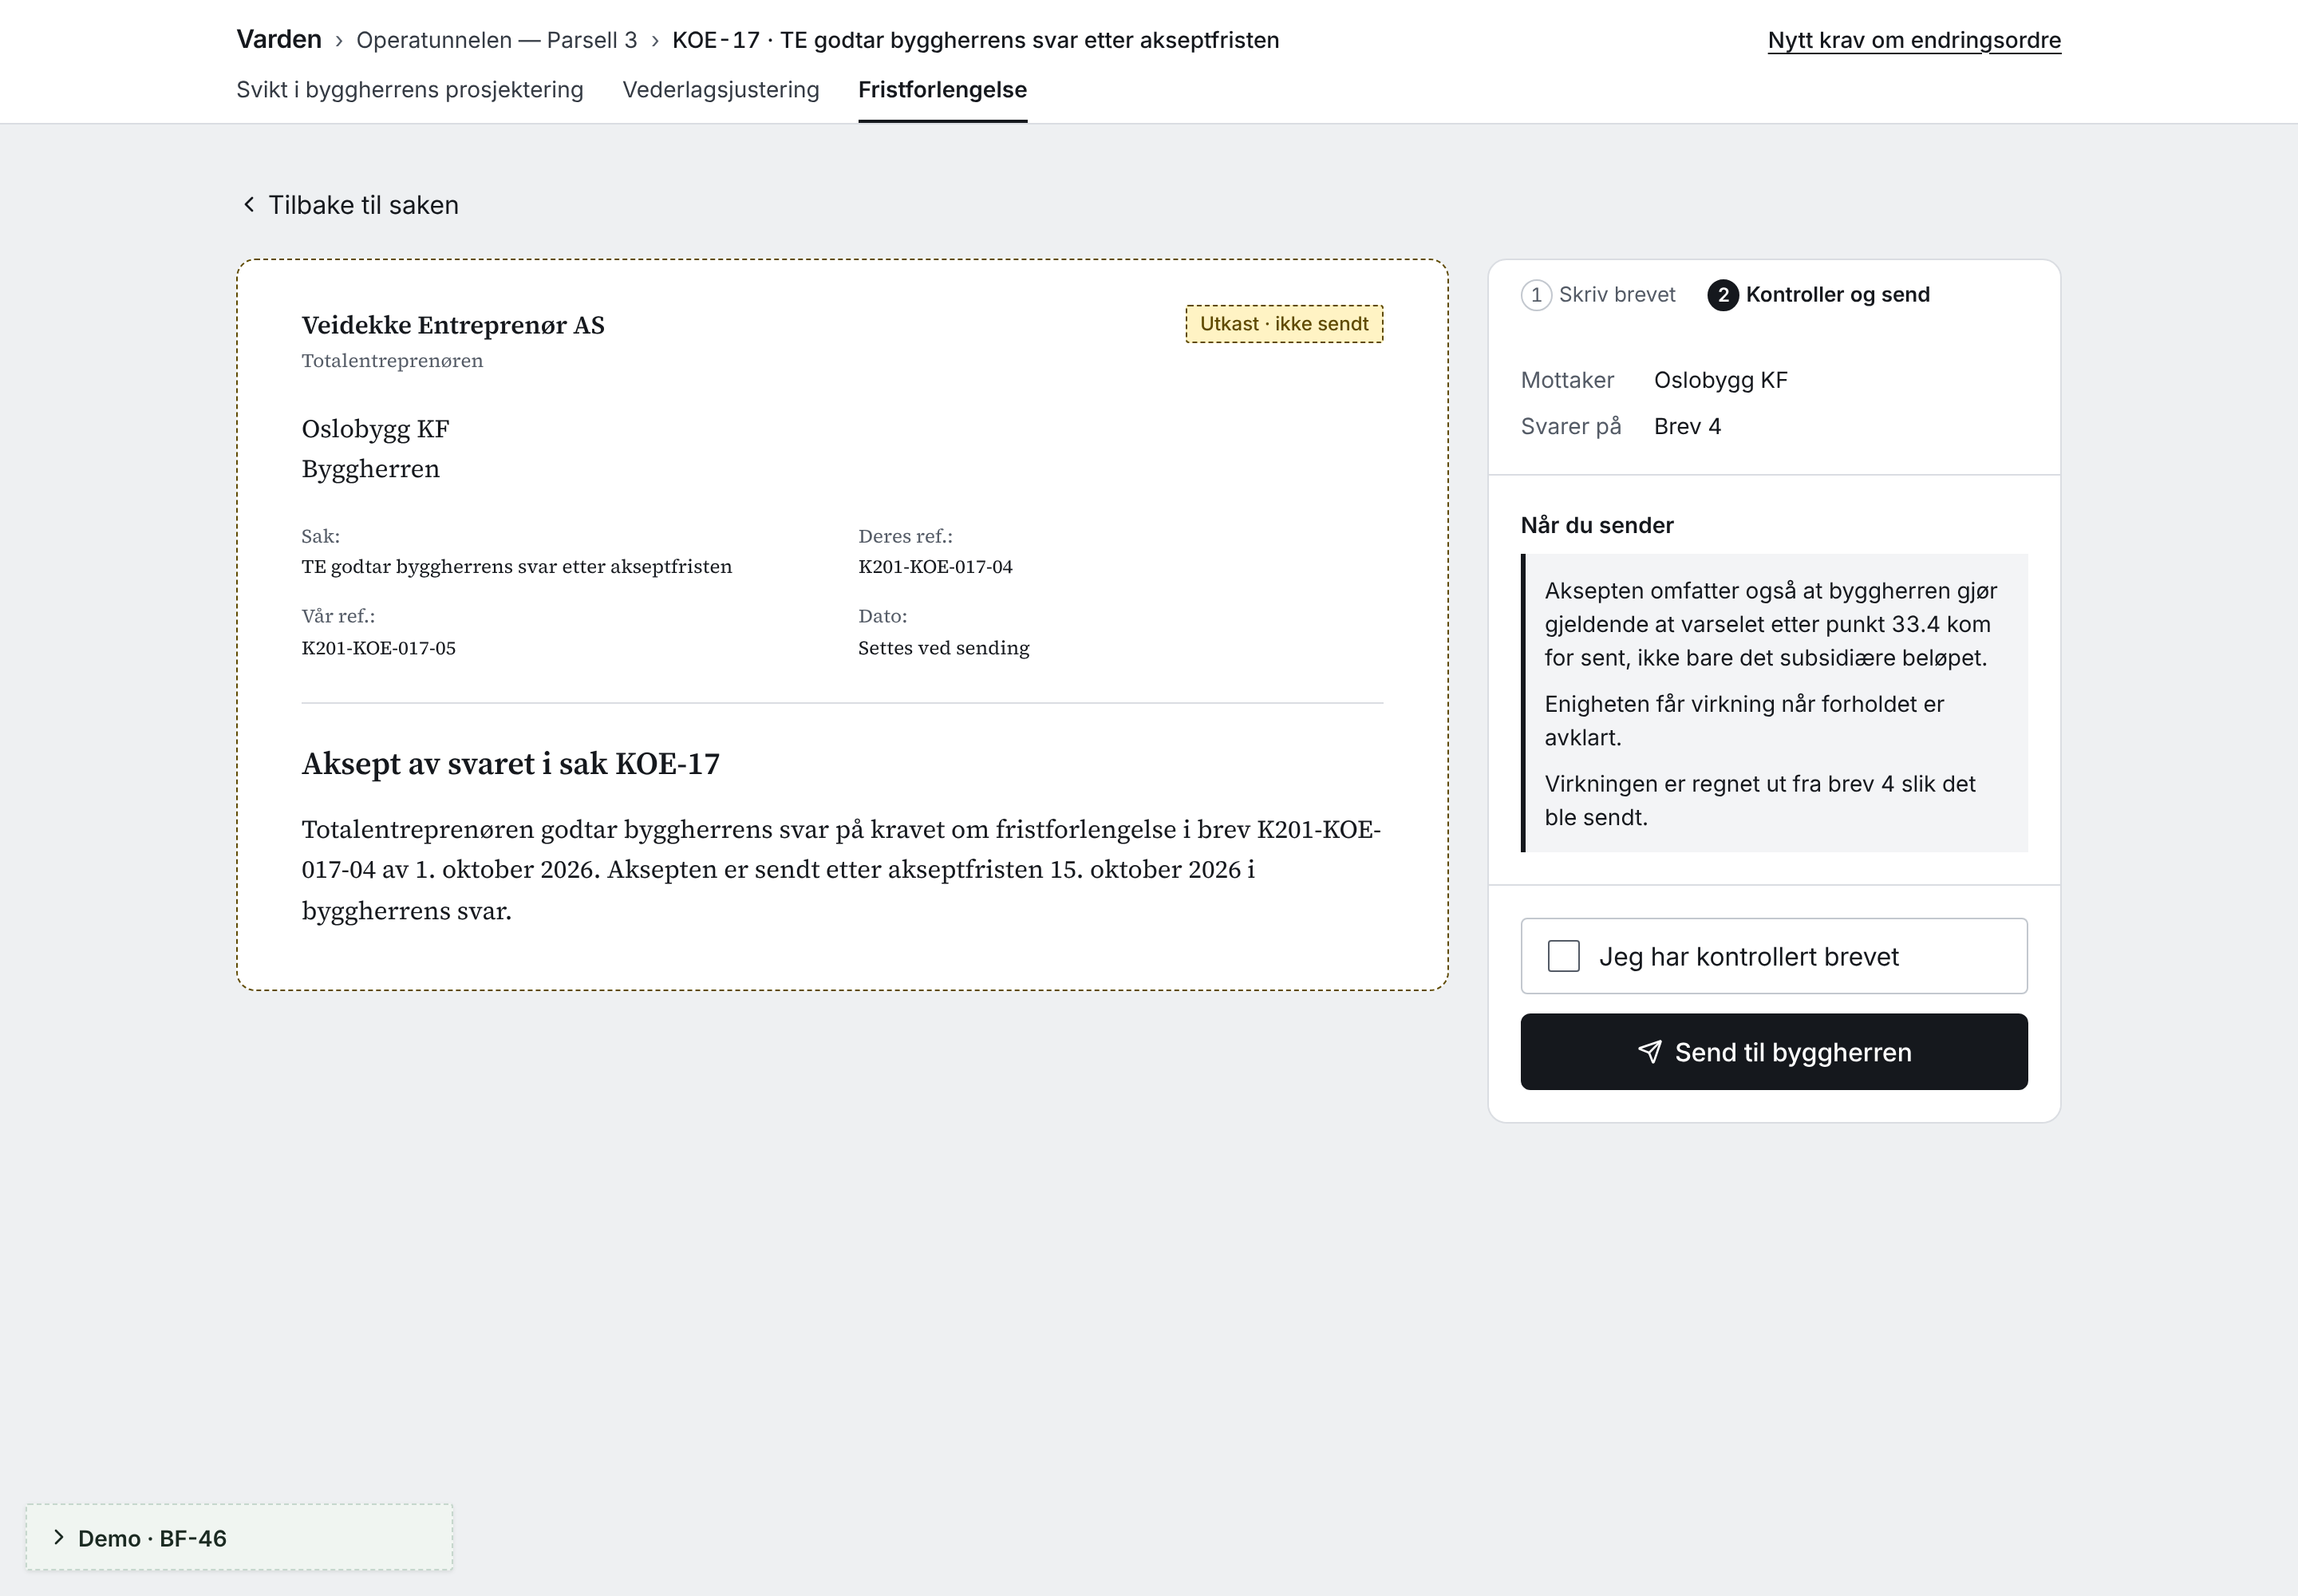 Varden › Operatunnelen — Parsell 3 › KOE-17 · TE godtar byggherrens svar etter akseptfristen
Nytt krav om endringsordre
Svikt i byggherrens prosjektering Vederlagsjustering Fristforlengelse
Tilbake til saken
Veidekke Entreprenør AS
Totalentreprenøren
Utkast · ikke sendt
Oslobygg KF
Byggherren
Sak:
TE godtar byggherrens svar etter akseptfristen
Deres ref.:
K201-KOE-017-04
Vår ref.:
K201-KOE-017-05
Dato:
Settes ved sending
Aksept av svaret i sak KOE-17
Totalentreprenøren godtar byggherrens svar på kravet om fristforlengelse i brev K201-KOE-
017-04 av 1. oktober 2026. Aksepten er sendt etter akseptfristen 15. oktober 2026 i
byggherrens svar.
1 Skriv brevet 2 Kontroller og send
Mottaker Oslobygg KF
Svarer på Brev 4
Når du sender
Aksepten omfatter også at byggherren gjør
gjeldende at varselet etter punkt 33.4 kom
for sent, ikke bare det subsidiære beløpet.
Enigheten får virkning når forholdet er
avklart.
Virkningen er regnet ut fra brev 4 slik det
ble sendt.
Jeg har kontrollert brevet
Send til byggherren
Demo · BF-46